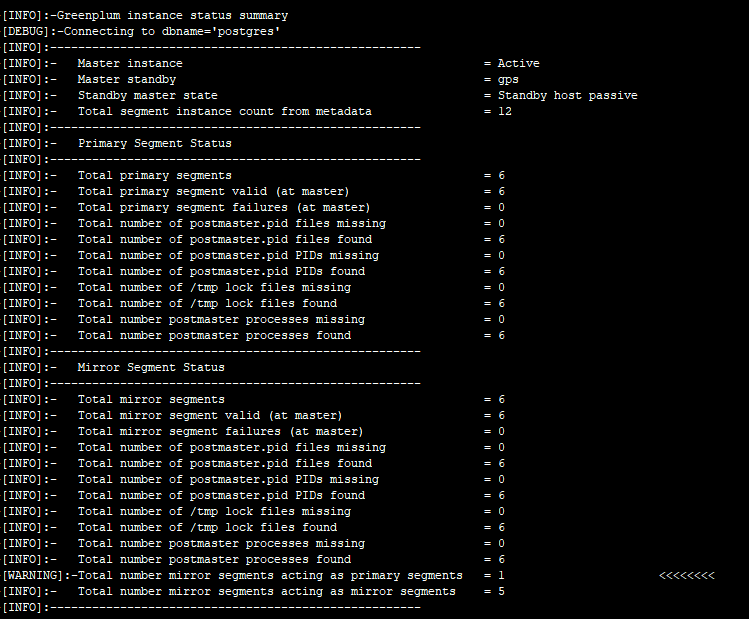 [INFO]:-Greenplum instance status summary
[DEBUG]:-Connecting to dbname='postgres'
[INFO]:-----------------------------------------------------
[INFO]:-   Master instance                                           = Active
[INFO]:-   Master standby                                            = gps
[INFO]:-   Standby master state                                      = Standby host passive
[INFO]:-   Total segment instance count from metadata                = 12
[INFO]:-----------------------------------------------------
[INFO]:-   Primary Segment Status
[INFO]:-----------------------------------------------------
[INFO]:-   Total primary segments                                    = 6
[INFO]:-   Total primary segment valid (at master)                   = 6
[INFO]:-   Total primary segment failures (at master)                = 0
[INFO]:-   Total number of postmaster.pid files missing              = 0
[INFO]:-   Total number of postmaster.pid files found                = 6
[INFO]:-   Total number of postmaster.pid PIDs missing               = 0
[INFO]:-   Total number of postmaster.pid PIDs found                 = 6
[INFO]:-   Total number of /tmp lock files missing                   = 0
[INFO]:-   Total number of /tmp lock files found                     = 6
[INFO]:-   Total number postmaster processes missing                 = 0
[INFO]:-   Total number postmaster processes found                   = 6
[INFO]:-----------------------------------------------------
[INFO]:-   Mirror Segment Status
[INFO]:-----------------------------------------------------
[INFO]:-   Total mirror segments                                     = 6
[INFO]:-   Total mirror segment valid (at master)                    = 6
[INFO]:-   Total mirror segment failures (at master)                 = 0
[INFO]:-   Total number of postmaster.pid files missing              = 0
[INFO]:-   Total number of postmaster.pid files found                = 6
[INFO]:-   Total number of postmaster.pid PIDs missing               = 0
[INFO]:-   Total number of postmaster.pid PIDs found                 = 6
[INFO]:-   Total number of /tmp lock files missing                   = 0
[INFO]:-   Total number of /tmp lock files found                     = 6
[INFO]:-   Total number postmaster processes missing                 = 0
[INFO]:-   Total number postmaster processes found                   = 6
[WARNING]:-Total number mirror segments acting as primary segments   = 1                      <<<<<<<<
[INFO]:-   Total number mirror segments acting as mirror segments    = 5
[INFO]:-----------------------------------------------------